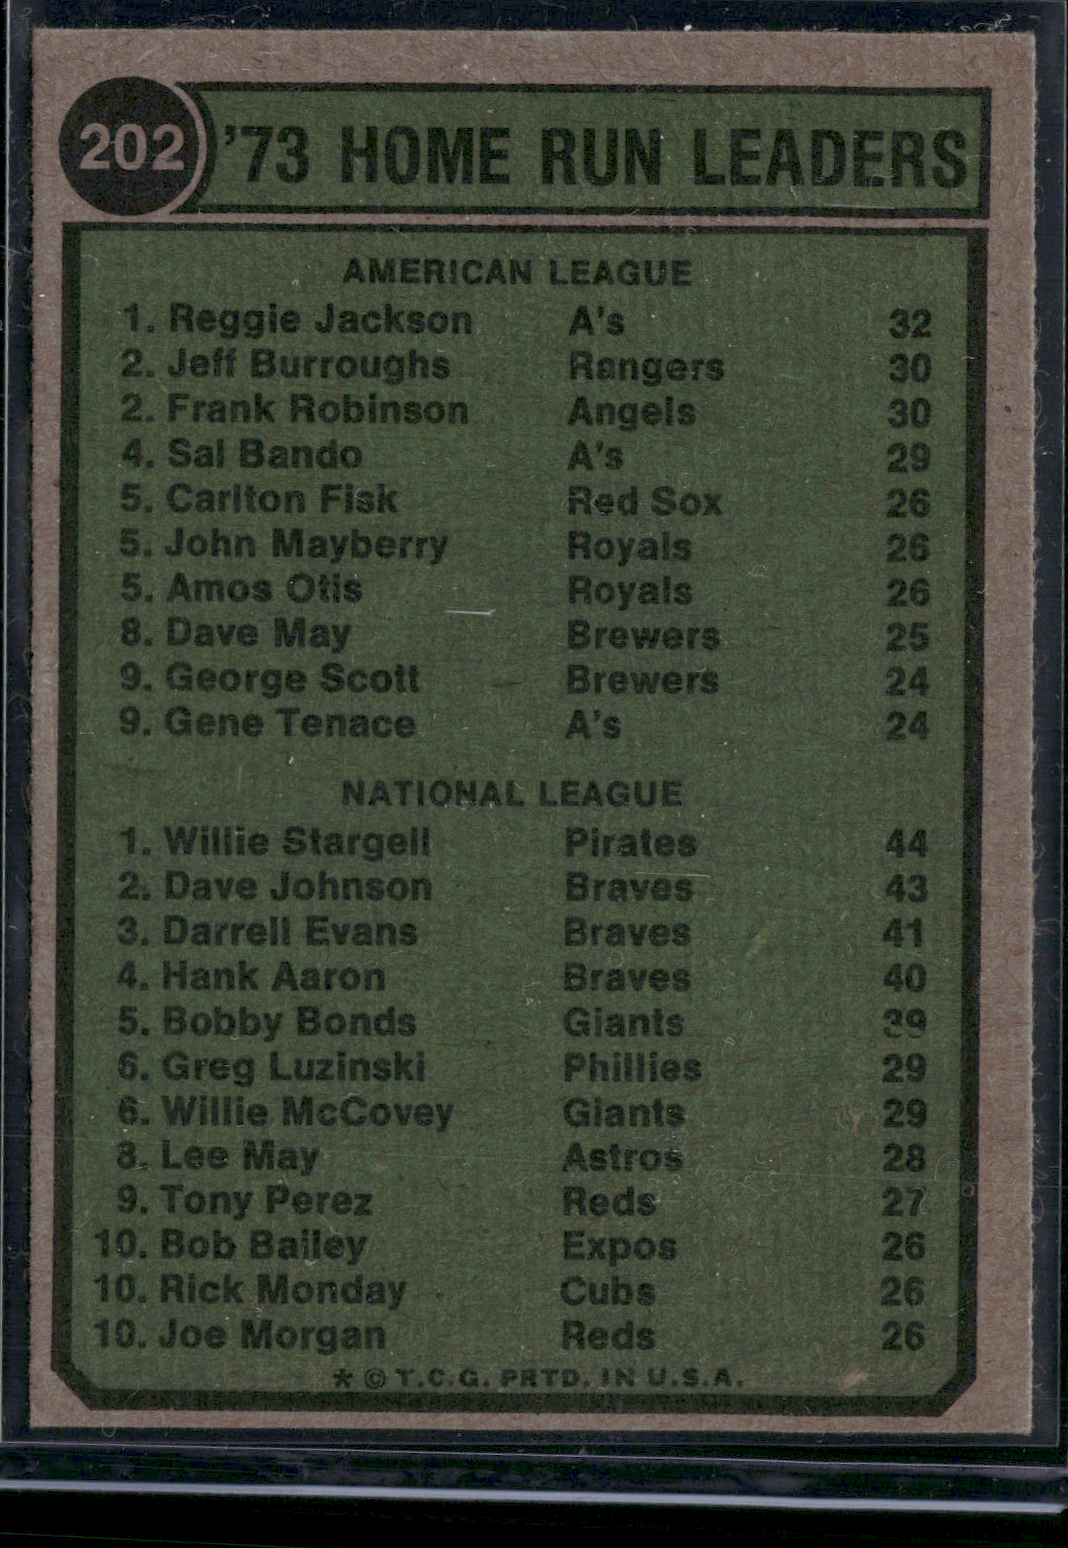 202 '73 HOME RUN LEADERS
AMERICAN LEAGUE
1. Reggie Jackson A's 32
2. Jeff Burroughs Rangers 30
2. Frank Robinson Angels 30
4. Sal Bando A's 29
5. Carlton Fisk Red Sox 26
5. John Mayberry Royals 26
5. Amos Otis Royals 26
8. Dave May Brewers 25
9. George Scott Brewers 24
9. Gene Tenace A's 24
NATIONAL LEAGUE
1. Willie Stargell Pirates 44
2. Dave Johnson Braves 43
3. Darrell Evans Braves 41
4. Hank Aaron Braves 40
5. Bobby Bonds Giants 39
6. Greg Luzinski Phillies 29
6. Willie McCovey Giants 29
8. Lee May Astros 28
9. Tony Perez Reds 27
10. Bob Bailey Expos 26
10. Rick Monday Cubs 26
10. Joe Morgan Reds 26
* © T.C.G. PRTD. IN U.S.A.